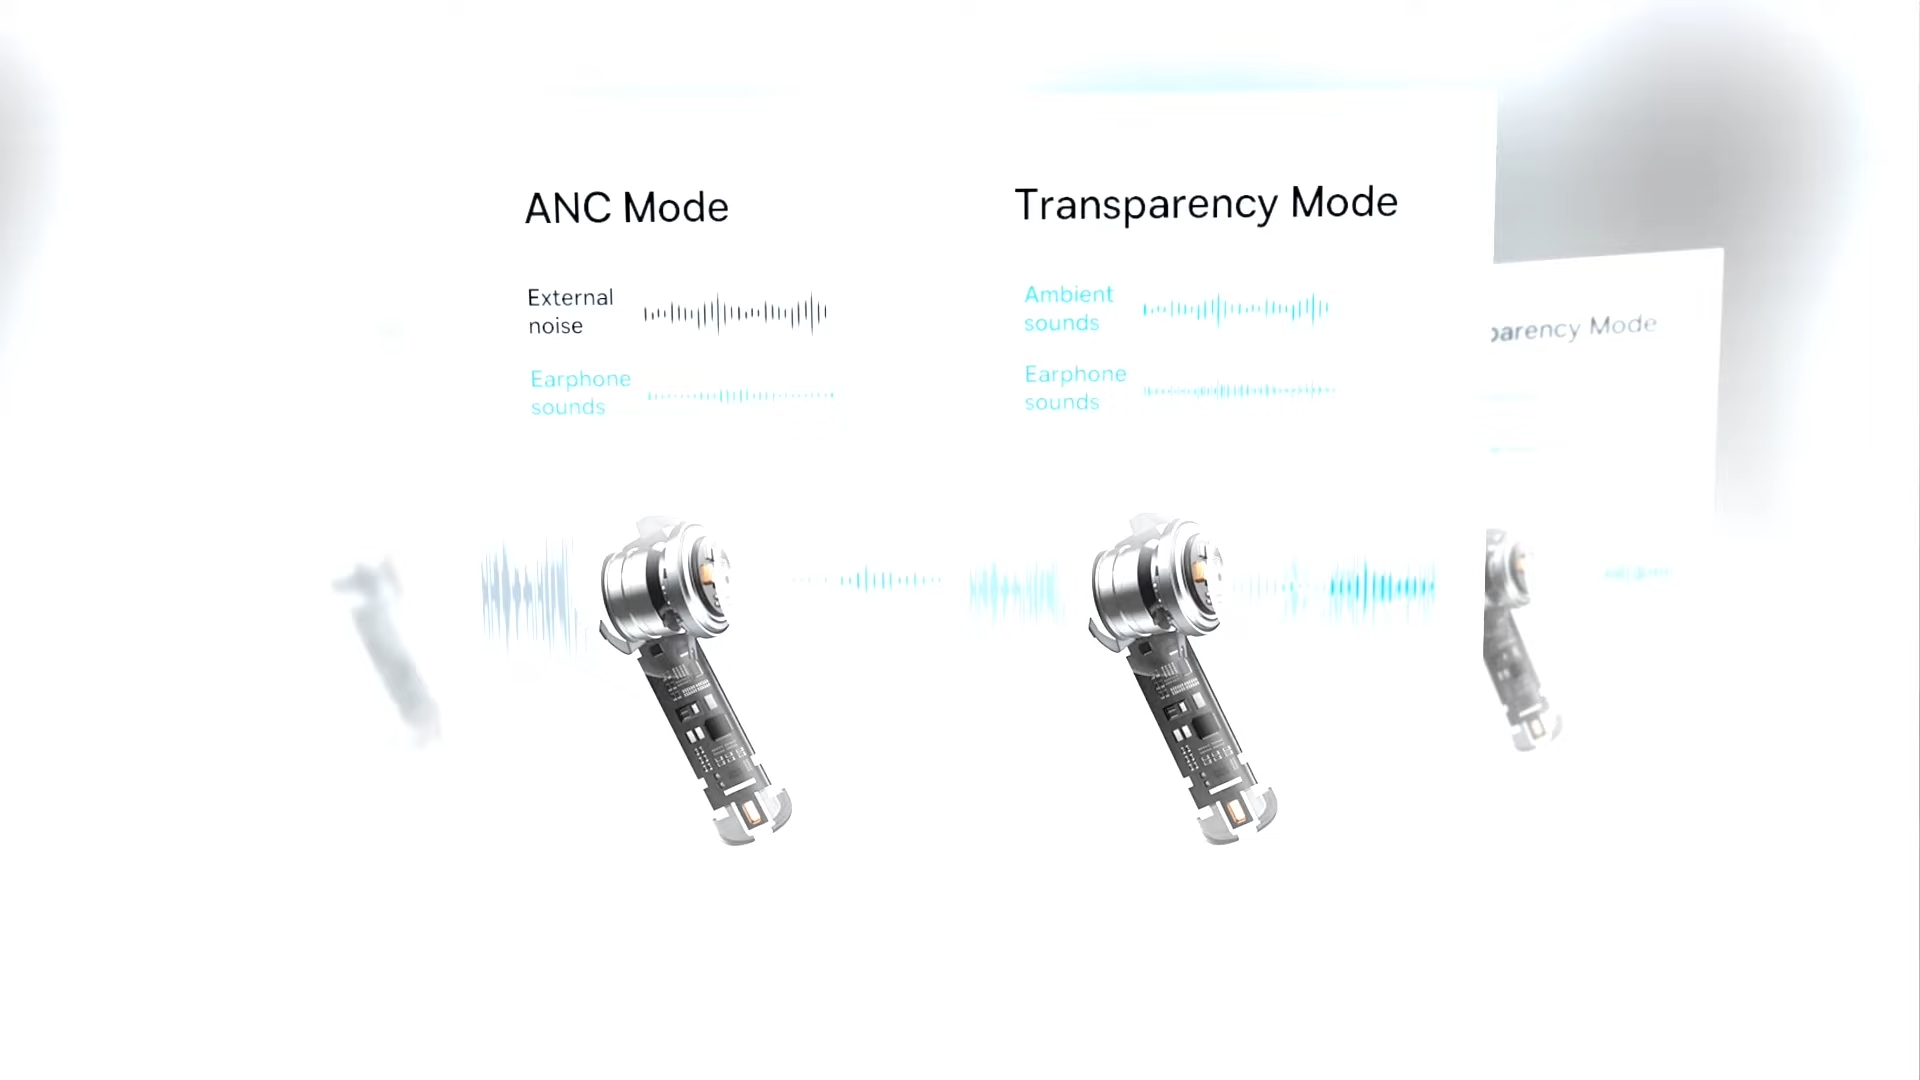 ANC Mode
External
noise
Earphone
sounds
Transparency Mode
Ambient
sounds
Earphone
sounds
parency Mode